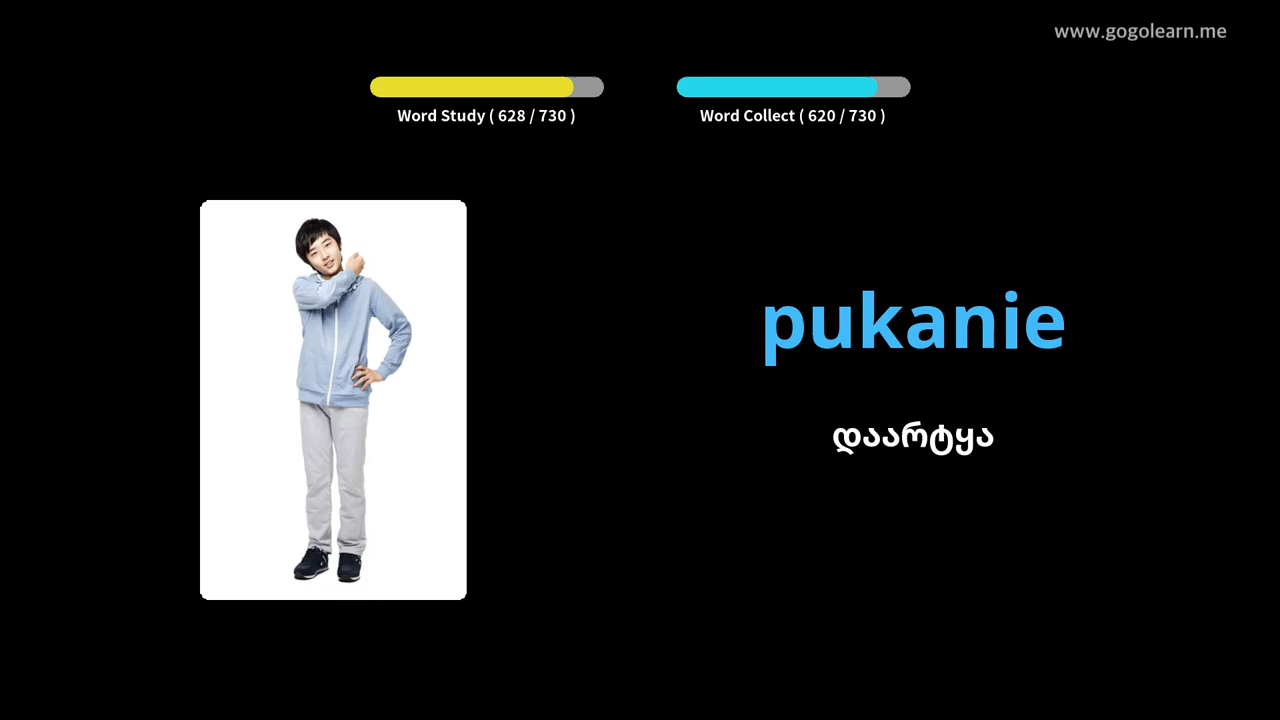 www.gogolearn.me
Word Study ( 628 / 730 )
Word Collect ( 620 / 730 )
pukanie
დაარტყა